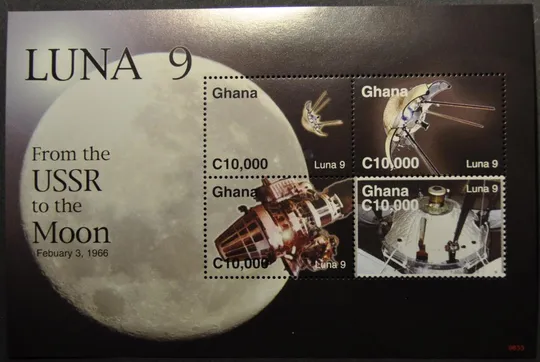 LUNA 9
From the
USSR
to the
Moon
Febuary 3, 1966
Ghana
C10,000
Luna 9
Ghana
C10,000
Luna 9
Ghana
C10,000
Luna 9
Ghana
Luna 9
C10,000